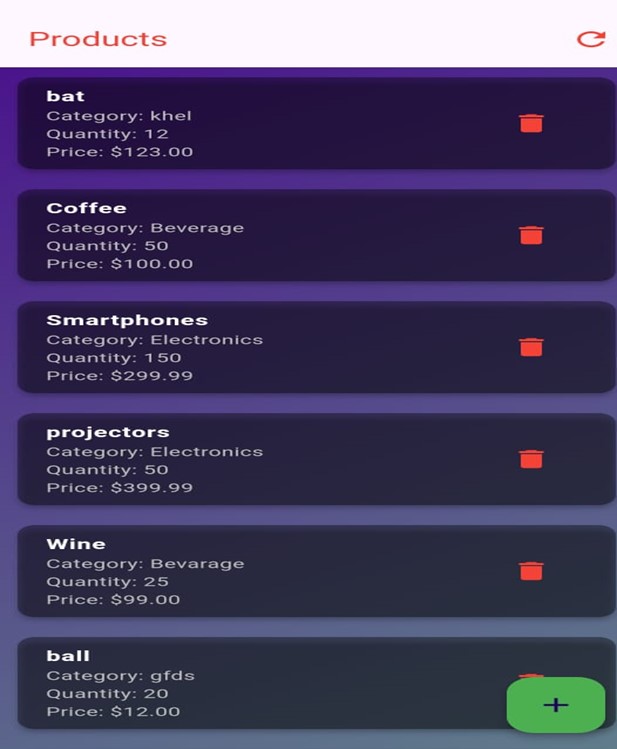 Products
bat
Category: khel
Quantity: 12
Price: $123.00
Coffee
Category: Beverage
Quantity: 50
Price: $100.00
Smartphones
Category: Electronics
Quantity: 150
Price: $299.99
projectors
Category: Electronics
Quantity: 50
Price: $399.99
Wine
Category: Bevarage
Quantity: 25
Price: $99.00
ball
Category: gfds
Quantity: 20
Price: $12.00